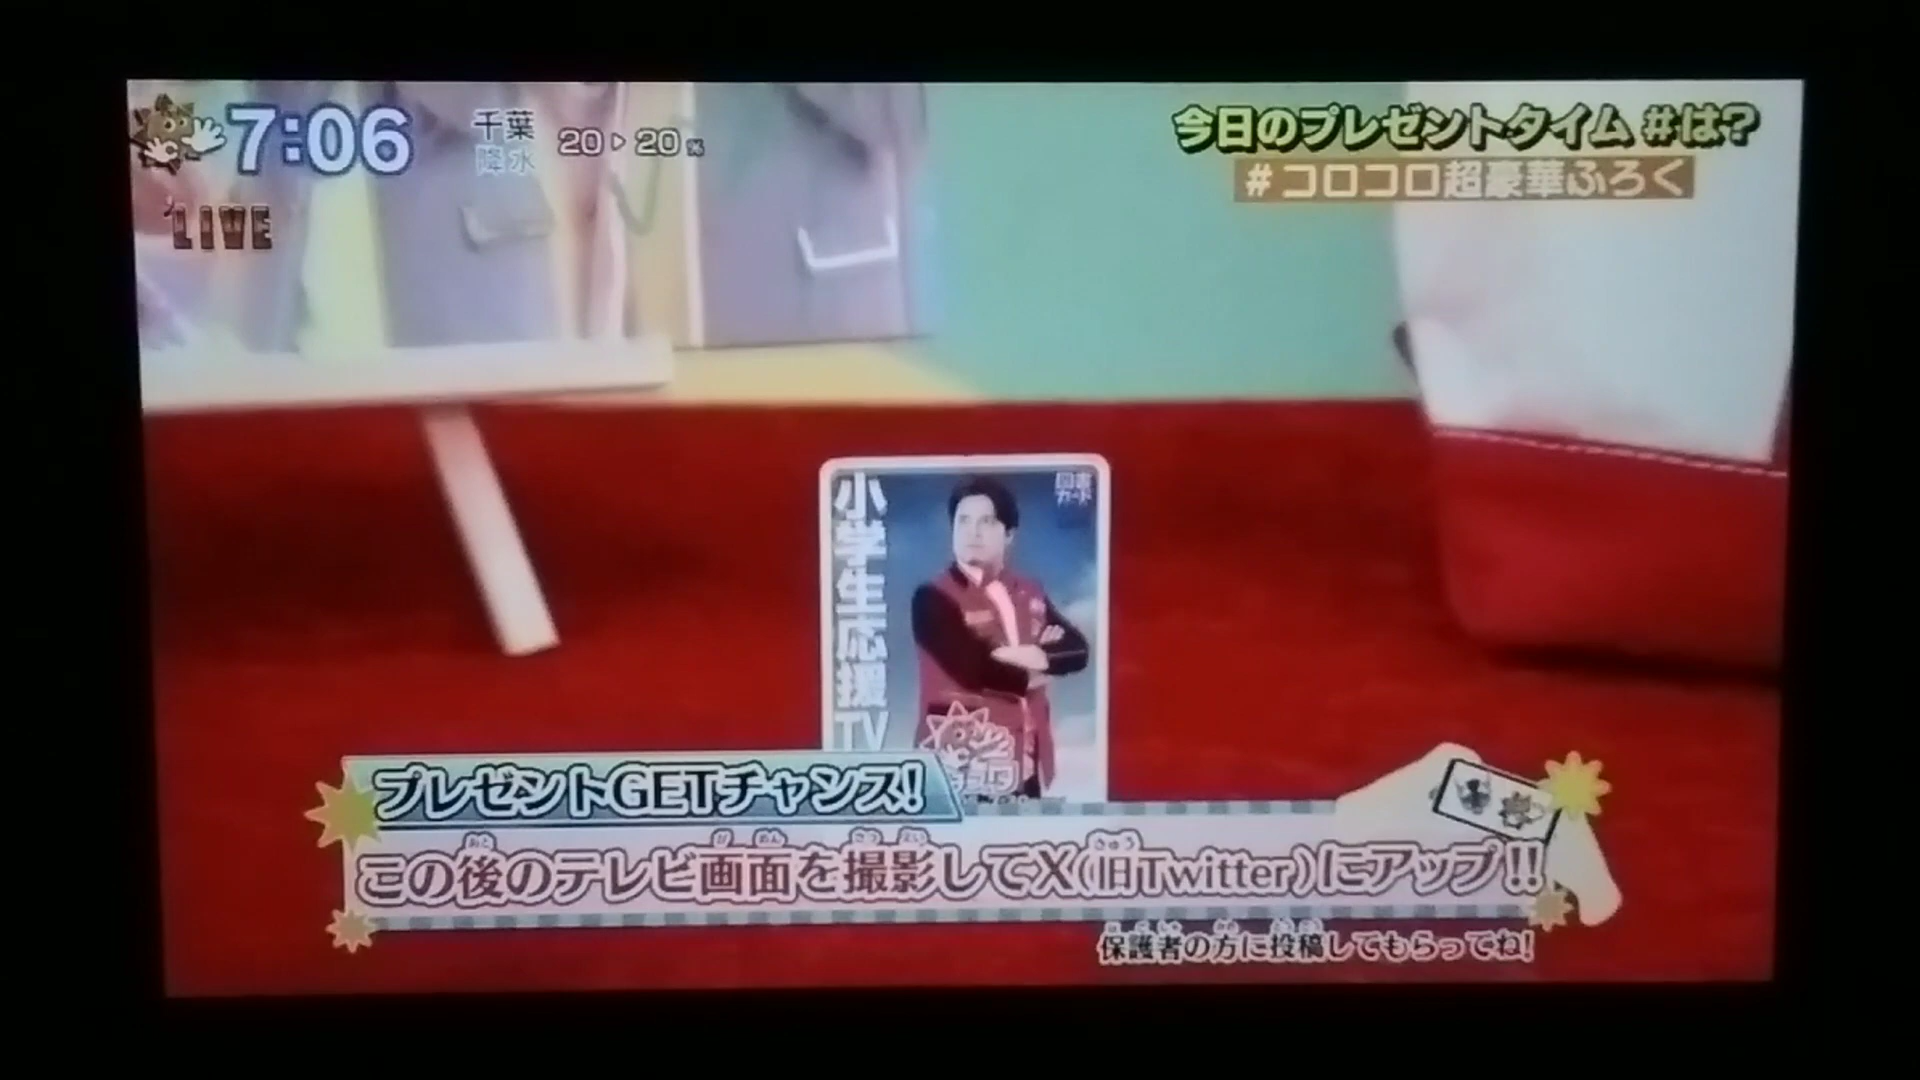 7:06
千葉
降水
20▶20%
LIVE
今日のプレゼントタイム #は?
#コロコロ超豪華ふろく
図書
カード
小学生応援TV
プレゼントGETチャンス!
この後のテレビ画面を撮影してX(旧Twitter)にアップ!!
保護者の方に投稿してもらってね!